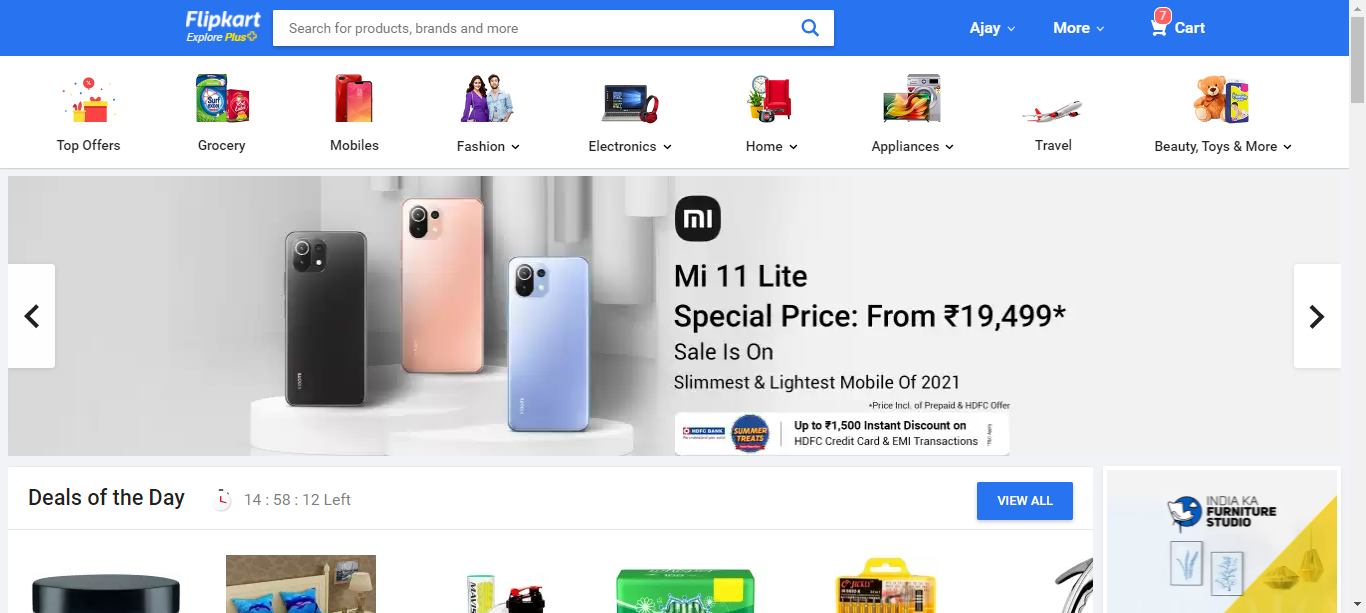 Flipkart
Explore Plus
Search for products, brands and more
Ajay
More
7
Cart
Top Offers
Grocery
Mobiles
Fashion
Electronics
Home
Appliances
Travel
Beauty, Toys & More
Surf excel
mi
Mi 11 Lite
Special Price: From ₹19,499*
Sale Is On
Slimmest & Lightest Mobile Of 2021
*Price Incl. of Prepaid & HDFC Offer
HDFC BANK
SUMMER TREATS
Up to ₹1,500 Instant Discount on
HDFC Credit Card & EMI Transactions
Deals of the Day
14 : 58 : 12 Left
VIEW ALL
INDIA KA
FURNITURE
STUDIO